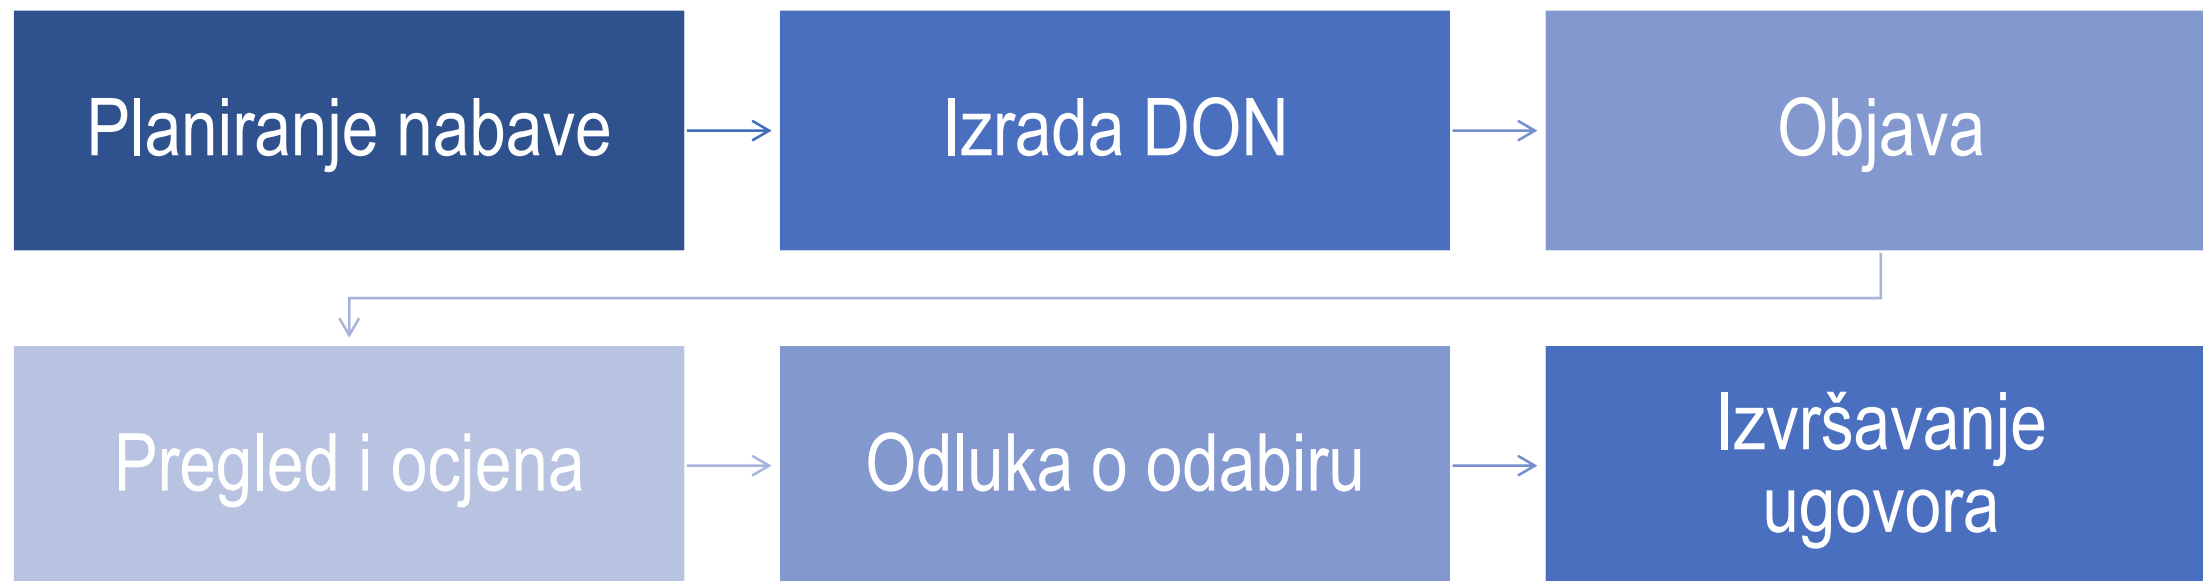 Planiranje nabave
Izrada DON
Objava
Pregled i ocjena
Odluka o odabiru
Izvršavanje
ugovora